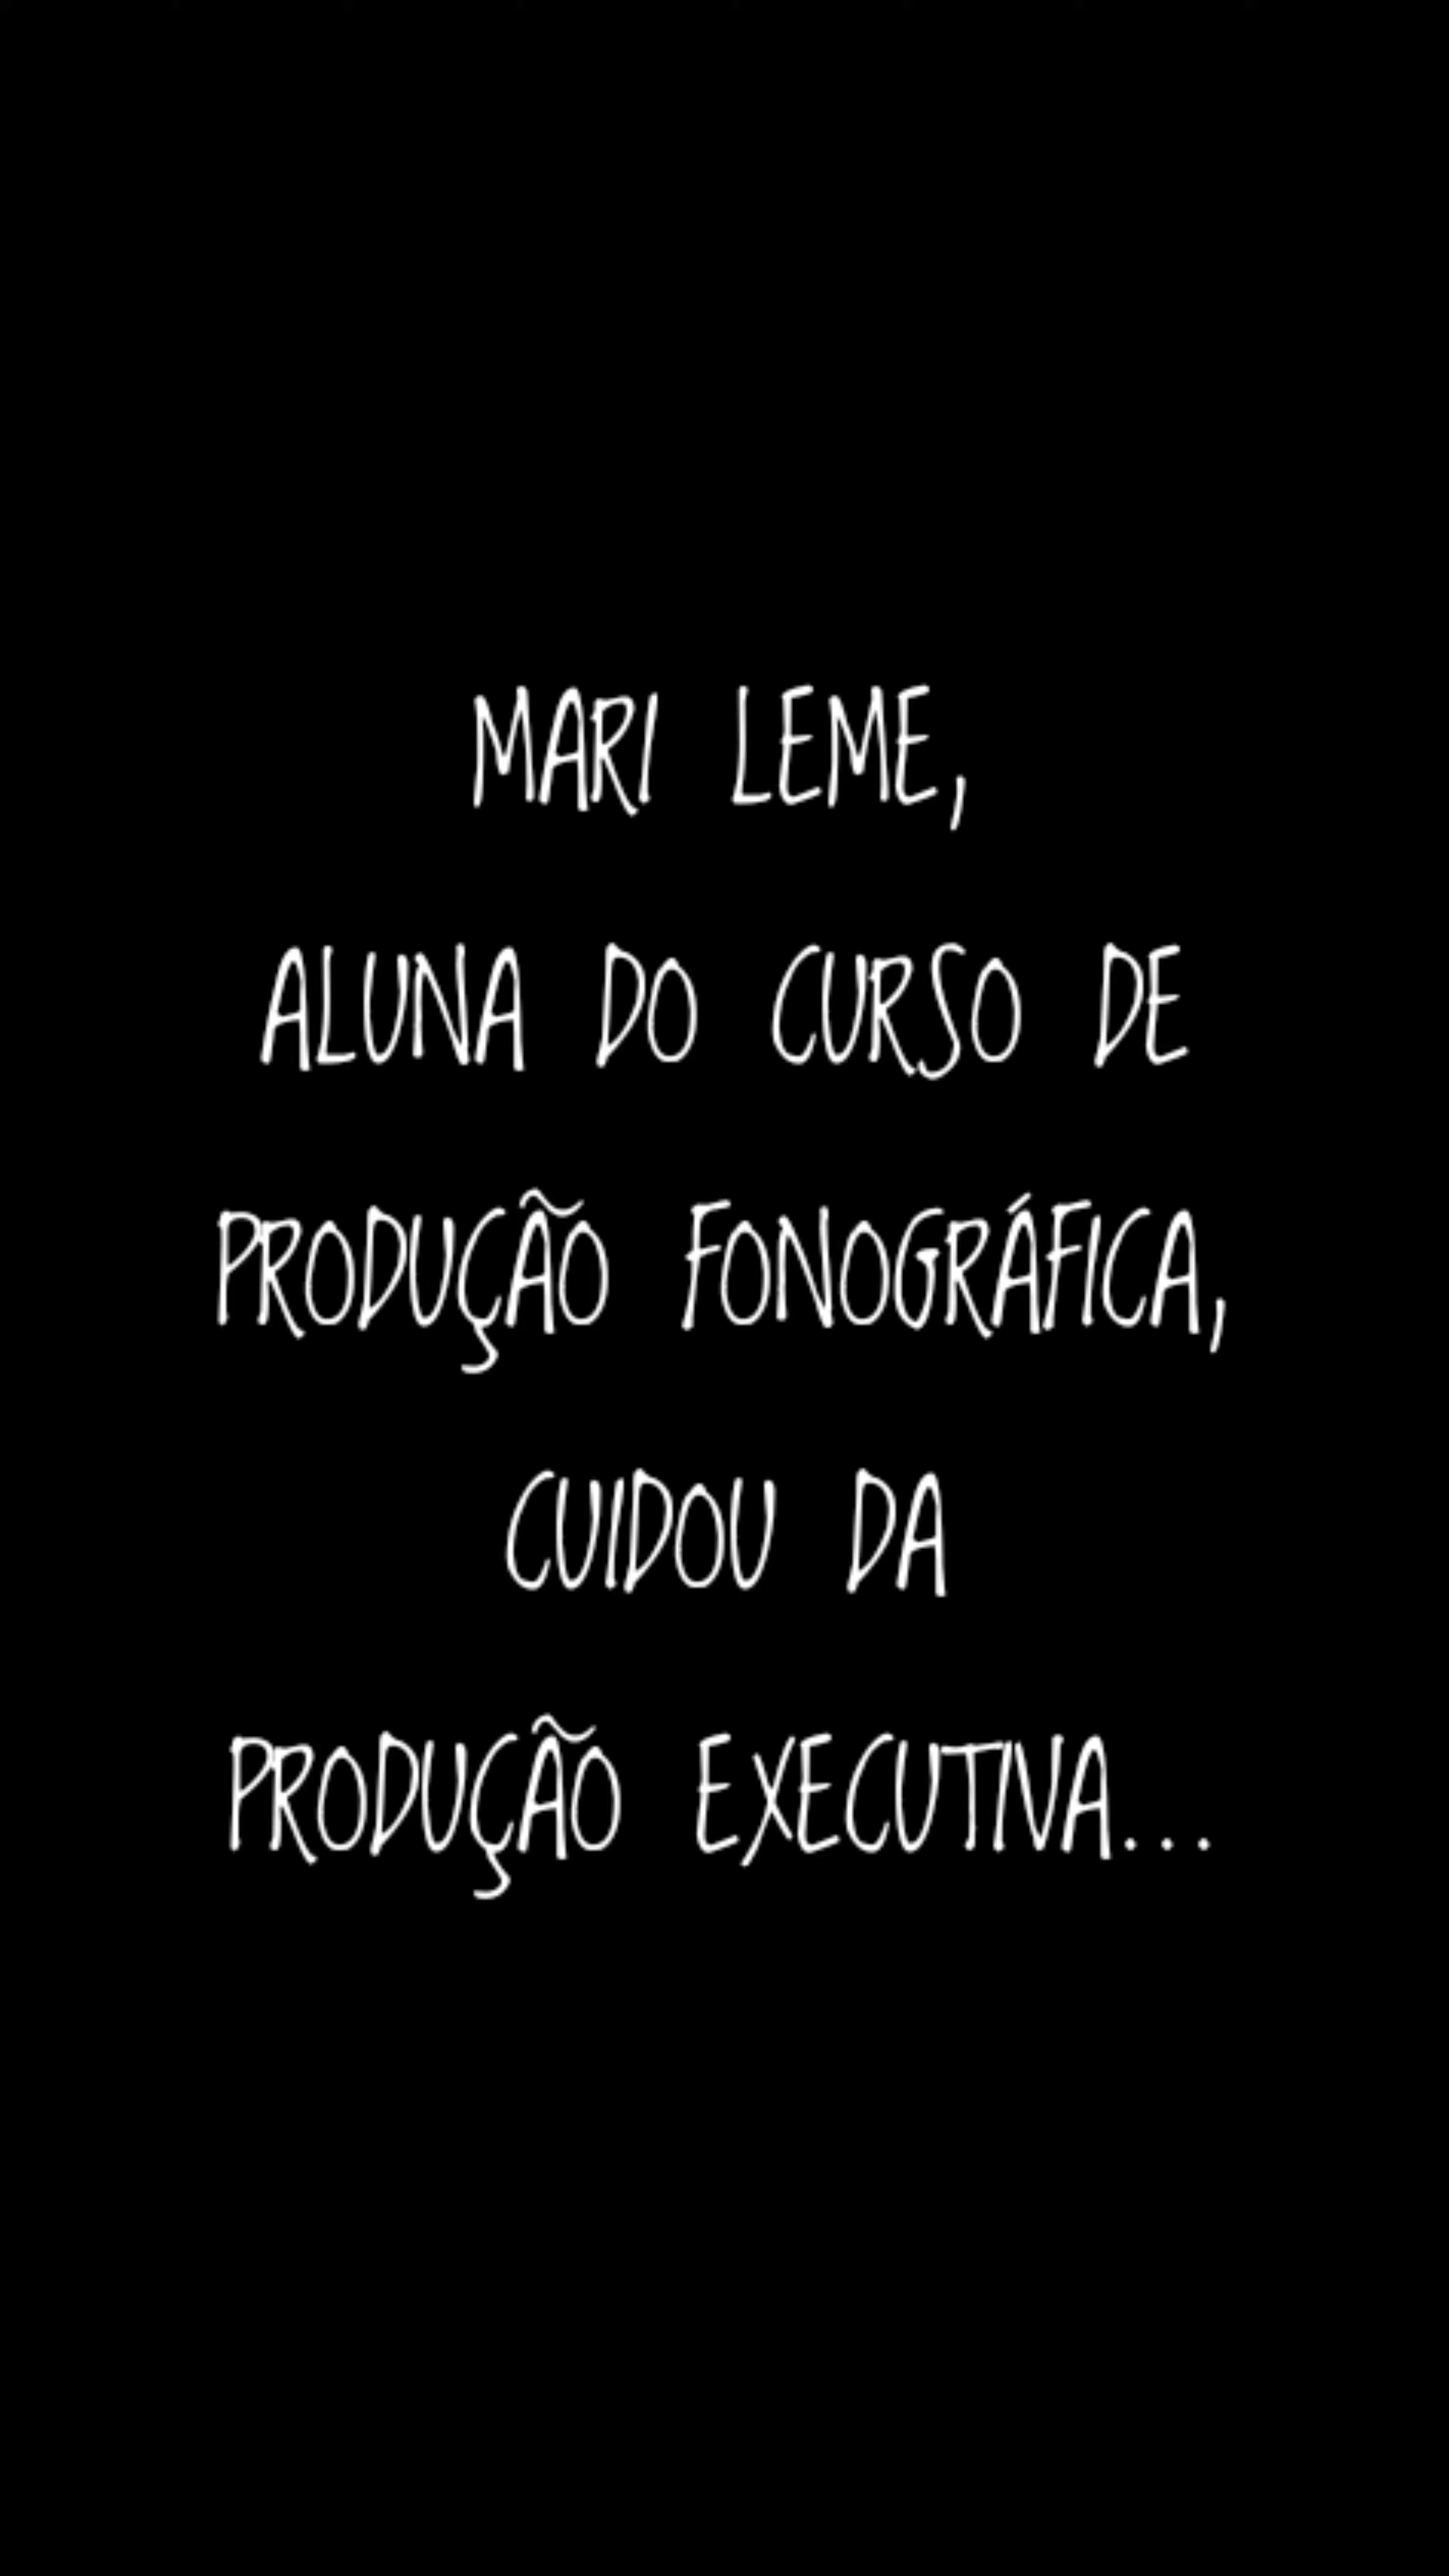 MARI LEME,
ALUNA DO CURSO DE
PRODUÇÃO FONOGRÁFICA,
CUIDOU DA
PRODUÇÃO EXECUTIVA...